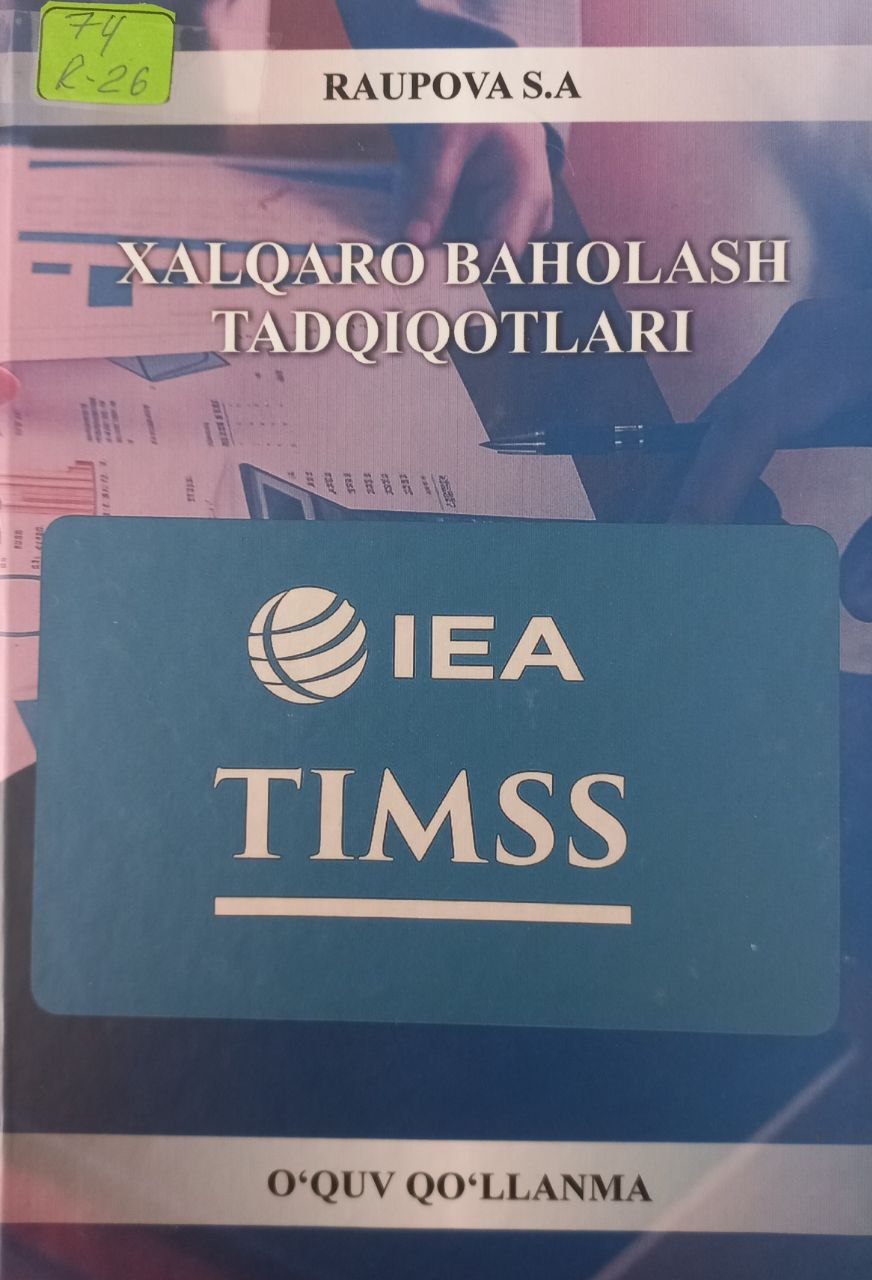 74
R-26
RAUPOVA S.A
XALQARO BAHOLASH
TADQIQOTLARI
IEA
TIMSS
O‘QUV QO‘LLANMA